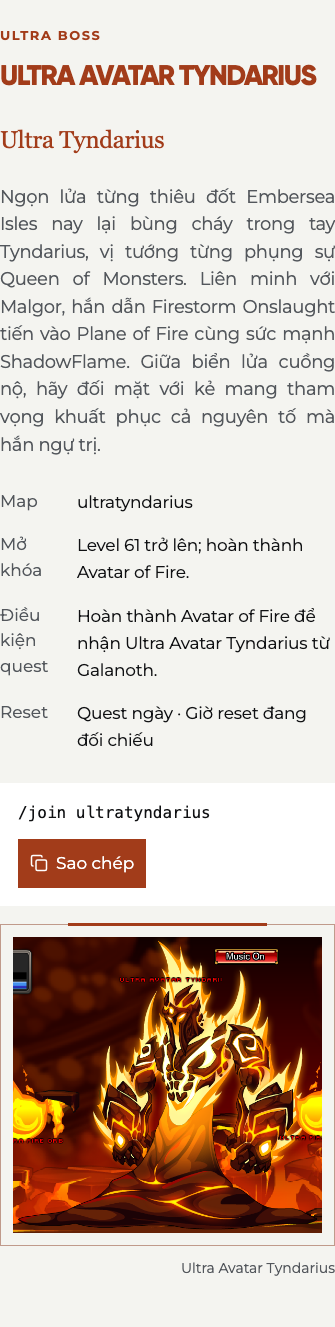 ULTRA BOSS
ULTRA AVATAR TYNDARIUS
Ultra Tyndarius
Ngọn lửa từng thiêu đốt Embersea
Isles nay lại bùng cháy trong tay
Tyndarius, vị tướng từng phụng sự
Queen of Monsters. Liên minh với
Malgor, hắn dẫn Firestorm Onslaught
tiến vào Plane of Fire cùng sức mạnh
ShadowFlame. Giữa biển lửa cuồng
nộ, hãy đối mặt với kẻ mang tham
vọng khuất phục cả nguyên tố mà
hắn ngự trị.
Map ultratyndarius
Mở khóa Level 61 trở lên; hoàn thành
Avatar of Fire.
Điều kiện quest Hoàn thành Avatar of Fire để
nhận Ultra Avatar Tyndarius từ
Galanoth.
Reset Quest ngày · Giờ reset đang
đối chiếu
/join ultratyndarius
Sao chép
Music On
ULTRA AVATAR TYNDARIUS
Ultra Avatar Tyndarius